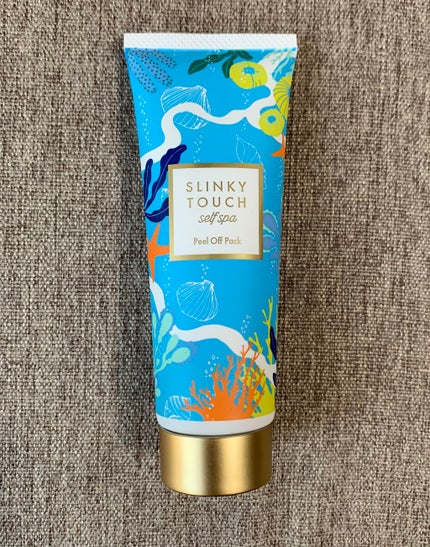 SLINKY
TOUCH
self spa
Peel Off Pack